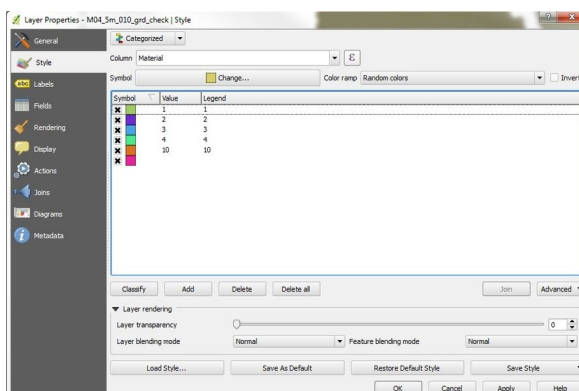 Layer Properties - M04_5m_010_grd_check | Style
General
Style
Labels
Fields
Rendering
Display
Actions
Joins
Diagrams
Metadata
Categorized
Column Material ε
Symbol Change... Color ramp Random colors Invert
Symbol Value Legend
1 1
2 2
3 3
4 4
10 10
Classify Add Delete Delete all Join Advanced
Layer rendering
Layer transparency 0
Layer blending mode Normal Feature blending mode Normal
Load Style... Save As Default Restore Default Style Save Style
OK Cancel Apply Help